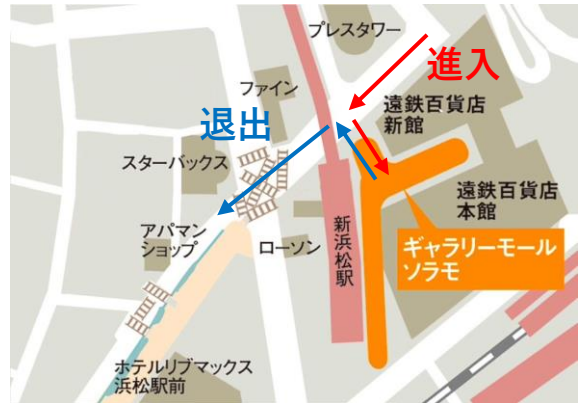 プレスタワー
進入
ファイン
遠鉄百貨店
新館
退出
スターバックス
遠鉄百貨店
本館
アパマン
ショップ
ローソン
新浜松駅
ギャラリーモール
ソラモ
ホテルリブマックス
浜松駅前